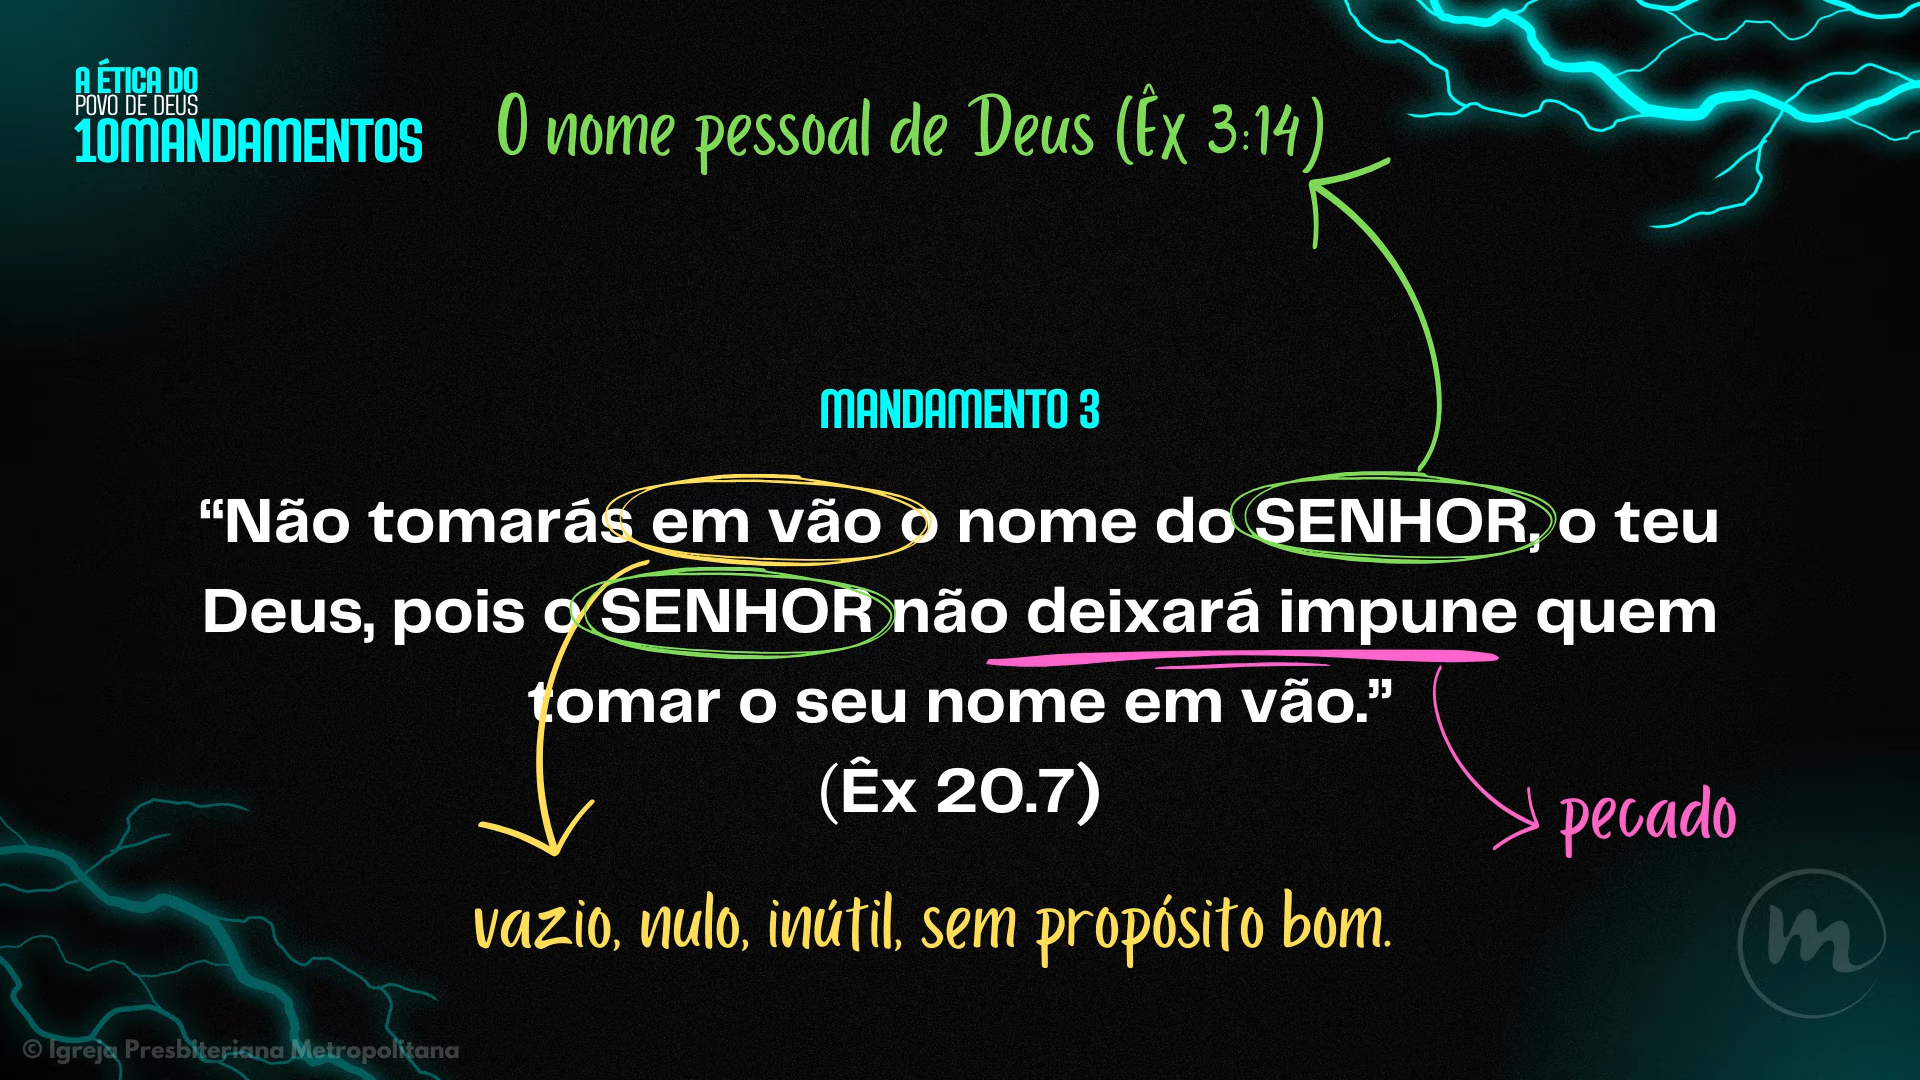 A ÉTICA DO
POVO DE DEUS
10MANDAMENTOS
O nome pessoal de Deus (Êx 3:14)
MANDAMENTO 3
“Não tomarás em vão o nome do SENHOR, o teu
Deus, pois o SENHOR não deixará impune quem
tomar o seu nome em vão.”
(Êx 20.7)
pecado
vazio, nulo, inútil, sem propósito bom.
m
© Igreja Presbiteriana Metropolitana